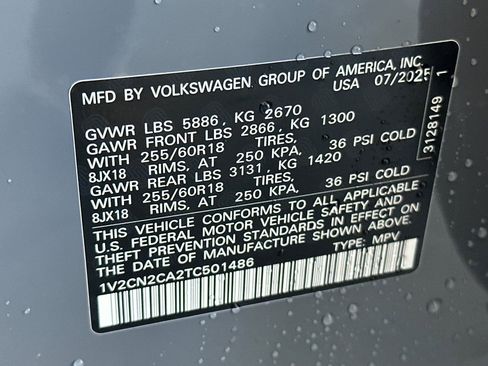 MFD BY VOLKSWAGEN GROUP OF AMERICA, INC.
USA 07/2025
GVWR LBS 5886, KG 2670
GAWR FRONT LBS 2866, KG 1300
WITH 255/60R18 TIRES,
8JX18 RIMS, AT 250 KPA, 36 PSI COLD
GAWR REAR LBS 3131, KG 1420
WITH 255/60R18 TIRES,
8JX18 RIMS, AT 250 KPA, 36 PSI COLD
THIS VEHICLE CONFORMS TO ALL APPLICABLE
U.S. FEDERAL MOTOR VEHICLE SAFETY AND
THEFT PREVENTION STANDARDS IN EFFECT ON
THE DATE OF MANUFACTURE SHOWN ABOVE.
1V2CN2CA2TC501486 TYPE: MPV
3128149 1